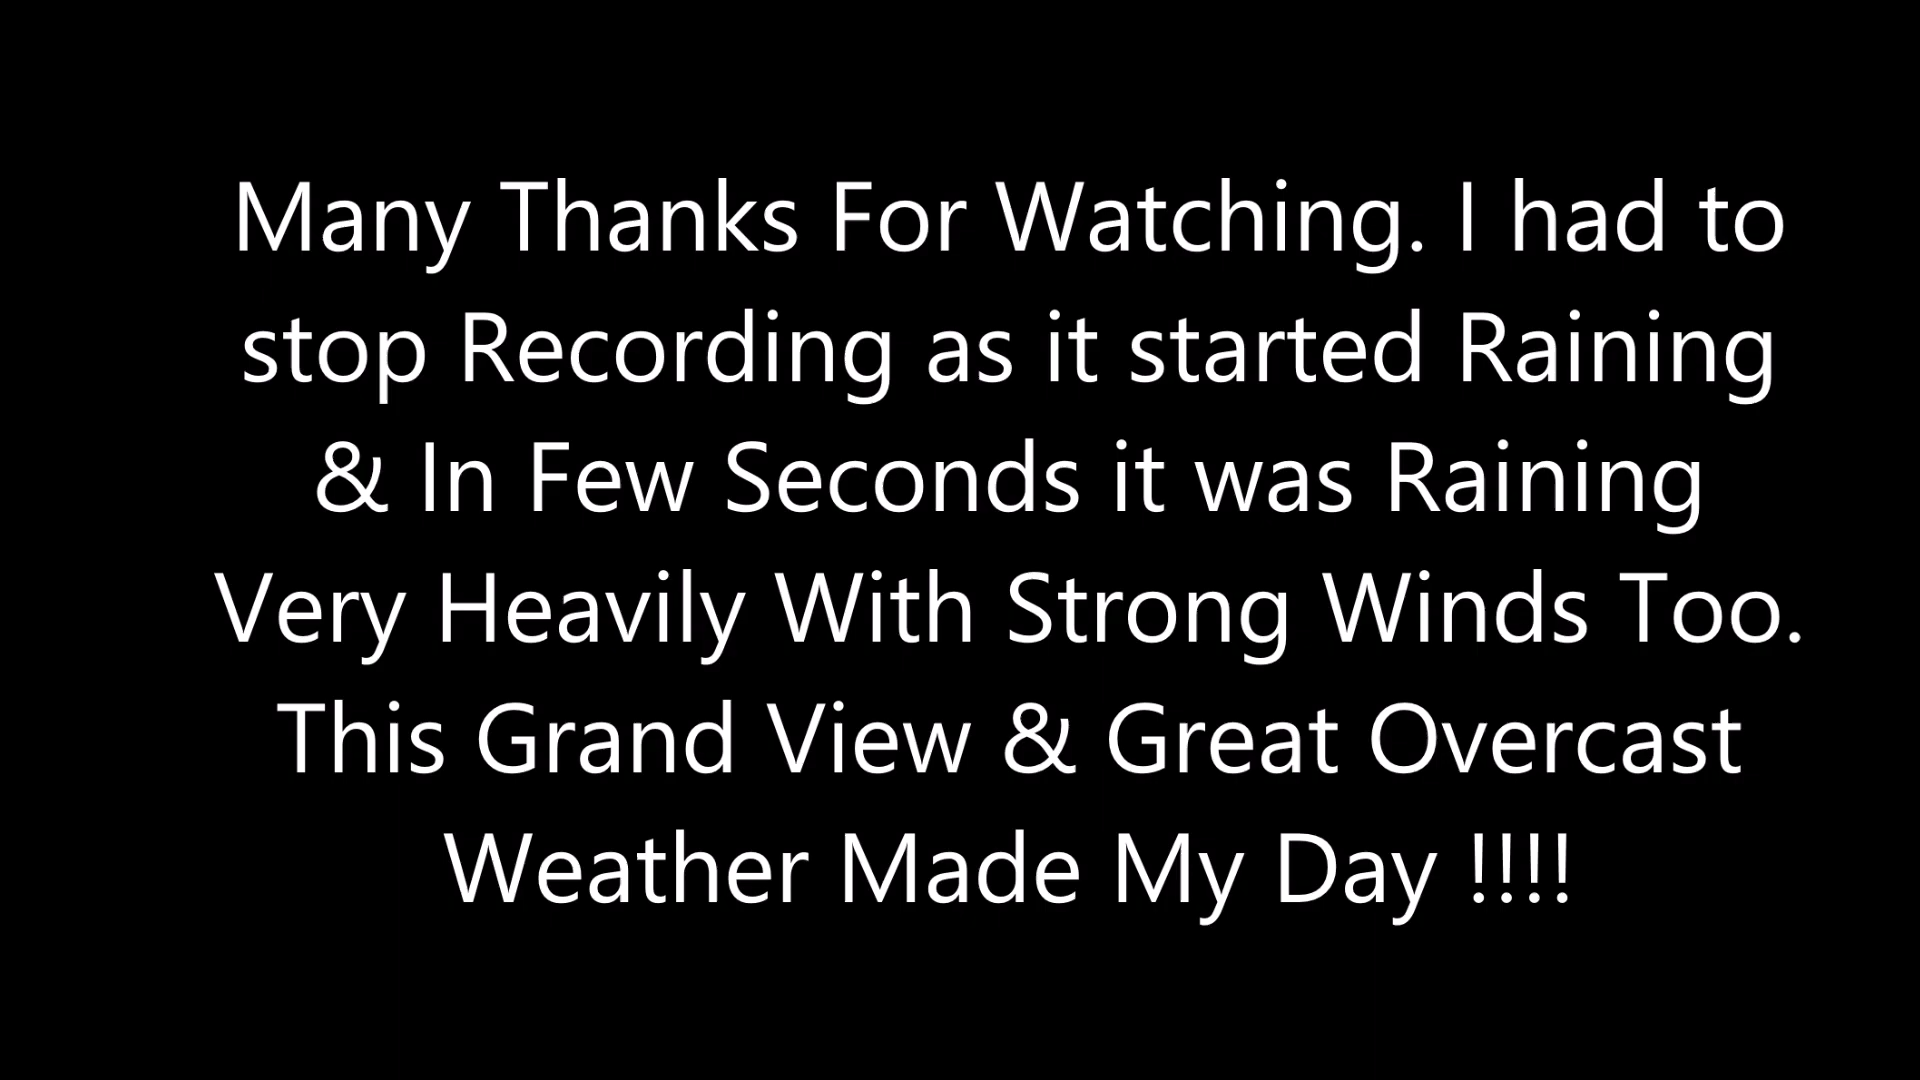 Many Thanks For Watching. I had to
stop Recording as it started Raining
& In Few Seconds it was Raining
Very Heavily With Strong Winds Too.
This Grand View & Great Overcast
Weather Made My Day !!!!